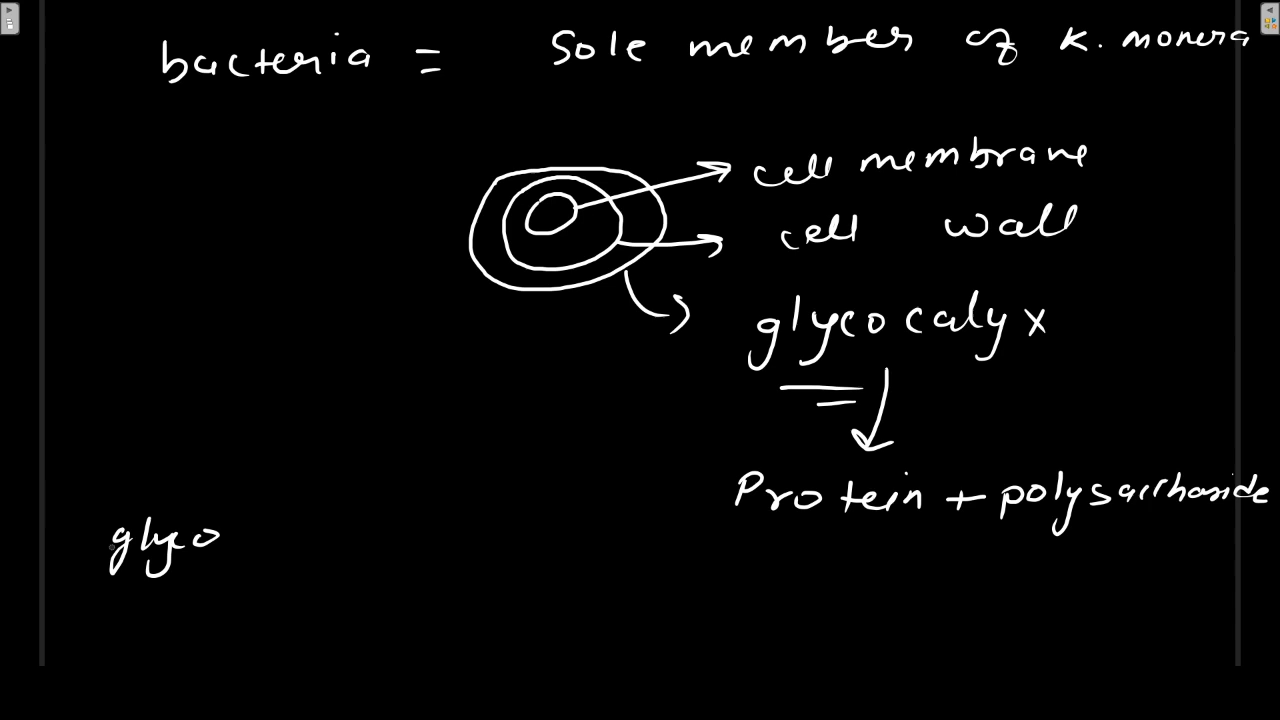 bacteria = Sole member of K. monera
cell membrane
cell wall
glycocalyx
Protein + polysaccharide
glyco